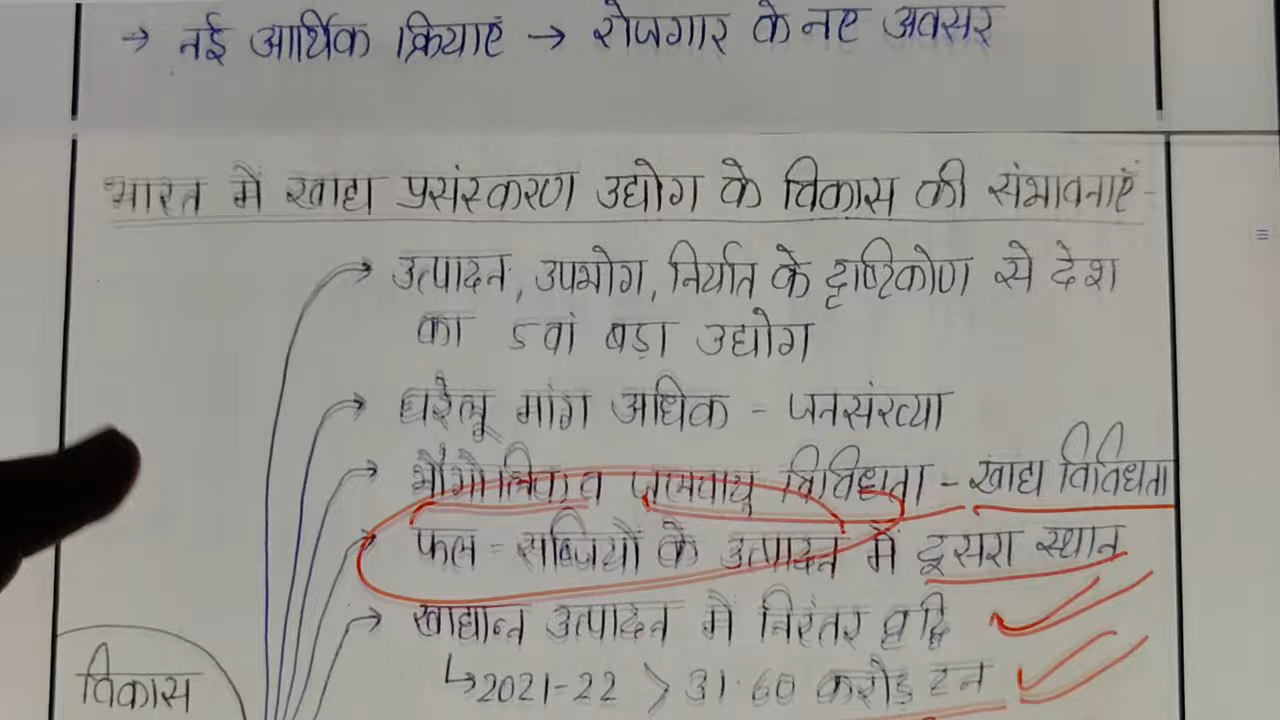 → नई आर्थिक क्रियाएं → रोजगार के नए अवसर
भारत में खाद्य प्रसंस्करण उद्योग के विकास की संभावनाएं -
→ उत्पादन, उपभोग, निर्यात के दृष्टिकोण से देश
का 5वां बड़ा उद्योग
→ घरेलू मांग अधिक - जनसंख्या
→ भौगोलिक व जलवायु विविधता - खाद्य विविधता
→ फल - सब्जियों के उत्पादन में दूसरा स्थान
→ खाद्यान्न उत्पादन में निरंतर वृद्धि
↳ 2021-22 > 31.60 करोड़ टन
विकास